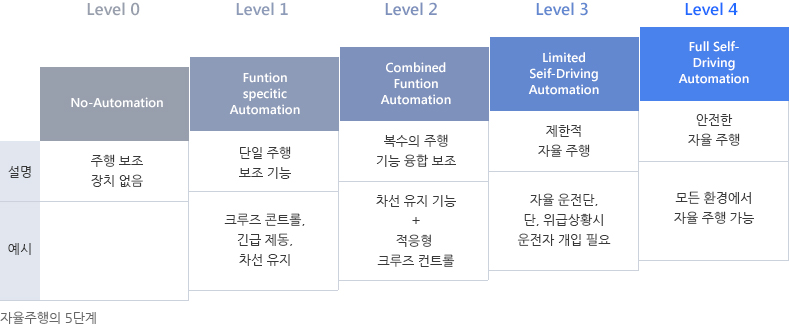 Level 0
Level 1
Level 2
Level 3
Level 4
No-Automation
Funtion
specitic
Automation
Combined
Funtion
Automation
Limited
Seif-Driving
Automation
Full Self-
Driving
Automation
설명
주행 보조
장치 없음
단일 주행
보조 기능
복수의 주행
기능 융합 보조
제한적
자율 주행
안전한
자율 주행
예시
크루즈 콘트롤,
긴급 제동,
차선 유지
차선 유지 기능
+
적응형
크루즈 컨트롤
자율 운전단,
단, 위급상황시
운전자 개입 필요
모든 환경에서
자율 주행 가능
자율주행의 5단계